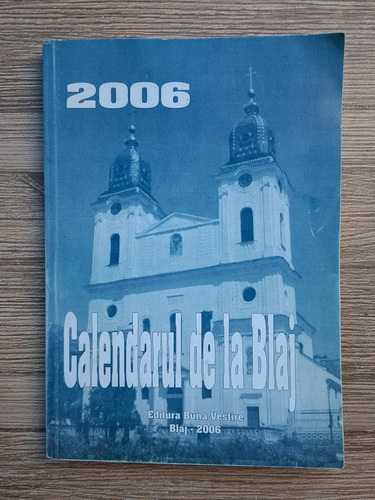 2006
Calendarul de la Blaj
Editura Buna Vestire
Blaj - 2006